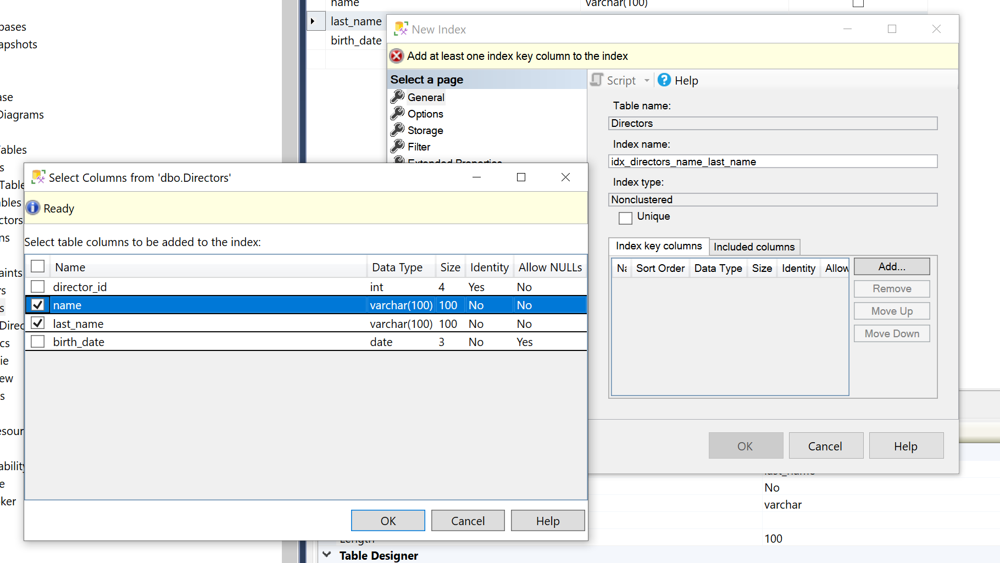 name varchar(100)
last_name
birth_date
bases
apshots
ase
Diagrams
ables
s
Table
bles
ctors
ns
aints
rs
s
Direc
cs
ie
ew
s
esour
ability
e
ker
New Index
Add at least one index key column to the index
Select a page
General
Options
Storage
Filter
Extended Properties
Script Help
Table name:
Directors
Index name:
idx_directors_name_last_name
Index type:
Nonclustered
Unique
Index key columns Included columns
Na Sort Order Data Type Size Identity Allow
Add...
Remove
Move Up
Move Down
OK Cancel Help
Select Columns from 'dbo.Directors'
Ready
Select table columns to be added to the index:
Name Data Type Size Identity Allow NULLs
director_id int 4 Yes No
name varchar(100) 100 No No
last_name varchar(100) 100 No No
birth_date date 3 No Yes
OK Cancel Help
last_name
No
varchar
Length 100
Table Designer